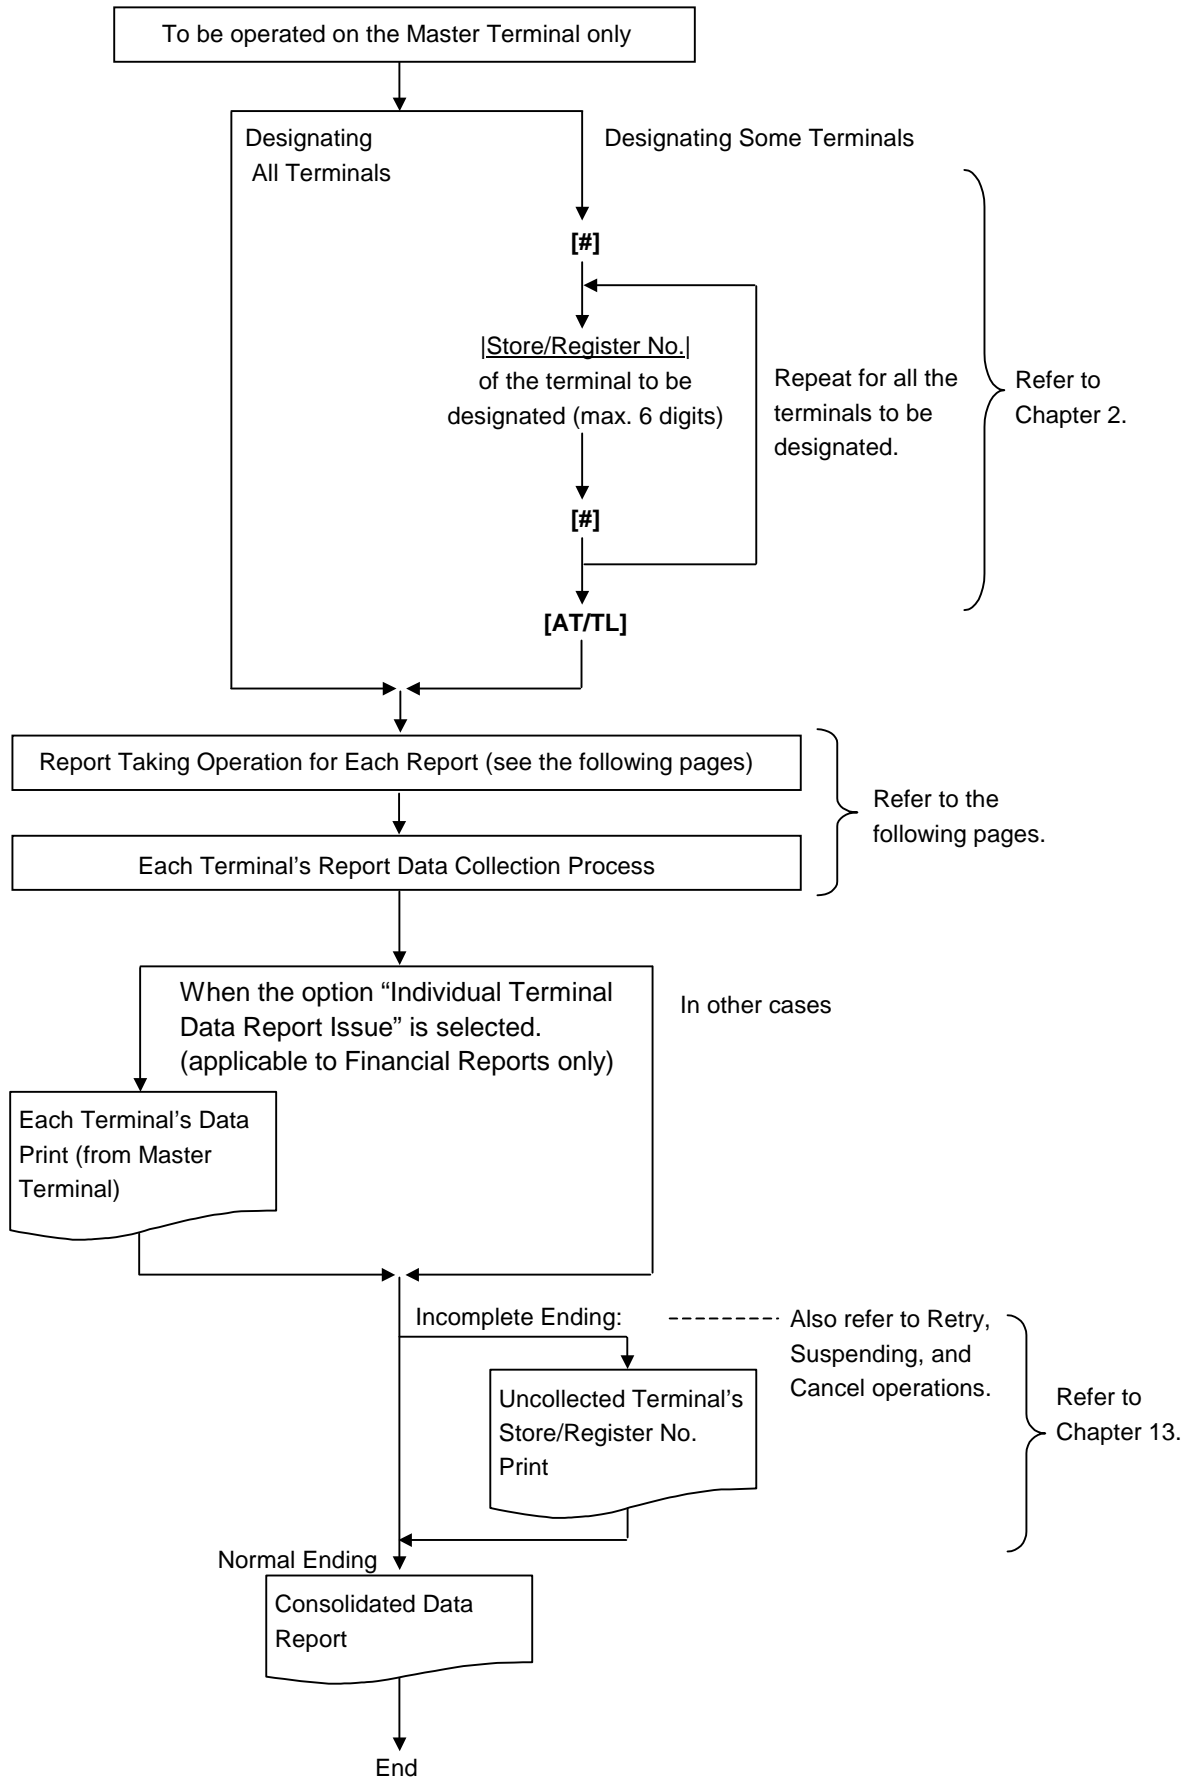 To be operated on the Master Terminal only
Designating
All Terminals
Designating Some Terminals
[#]
|Store/Register No.|
of the terminal to be
designated (max. 6 digits)
Repeat for all the
terminals to be
designated.
Refer to
Chapter 2.
[#]
[AT/TL]
Report Taking Operation for Each Report (see the following pages)
Each Terminal’s Report Data Collection Process
Refer to the
following pages.
When the option “Individual Terminal
Data Report Issue” is selected.
(applicable to Financial Reports only)
In other cases
Each Terminal’s Data
Print (from Master
Terminal)
Incomplete Ending:
Also refer to Retry,
Suspending, and
Cancel operations.
Uncollected Terminal’s
Store/Register No.
Print
Refer to
Chapter 13.
Normal Ending
Consolidated Data
Report
End